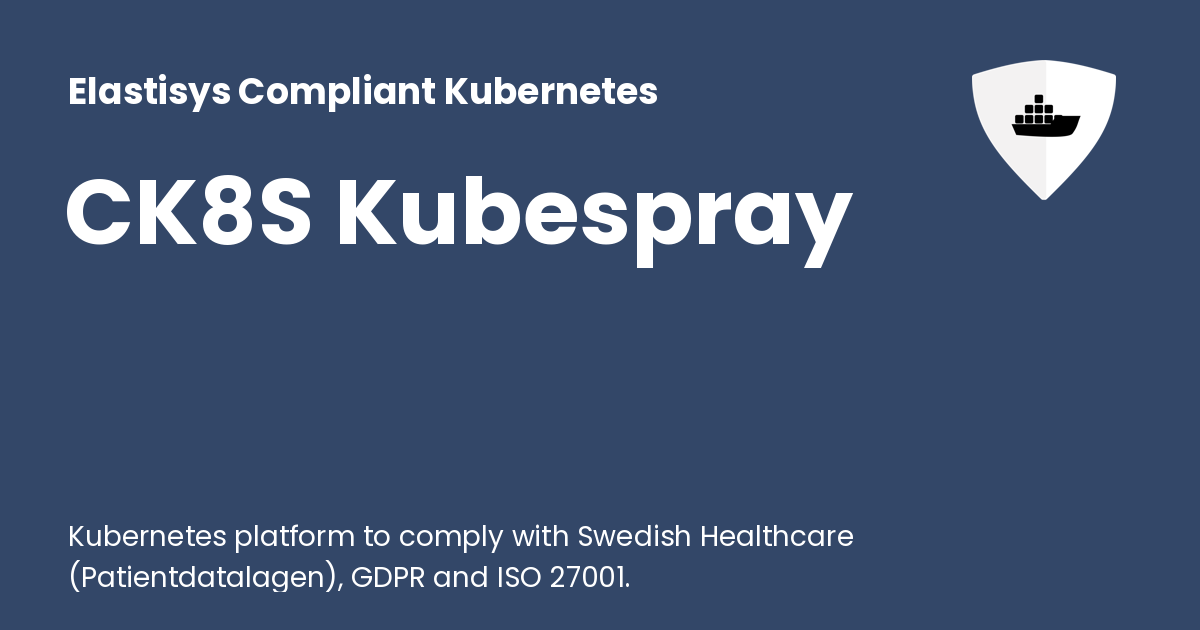 Elastisys Compliant Kubernetes
CK8S Kubespray
Kubernetes platform to comply with Swedish Healthcare
(Patientdatalagen), GDPR and ISO 27001.